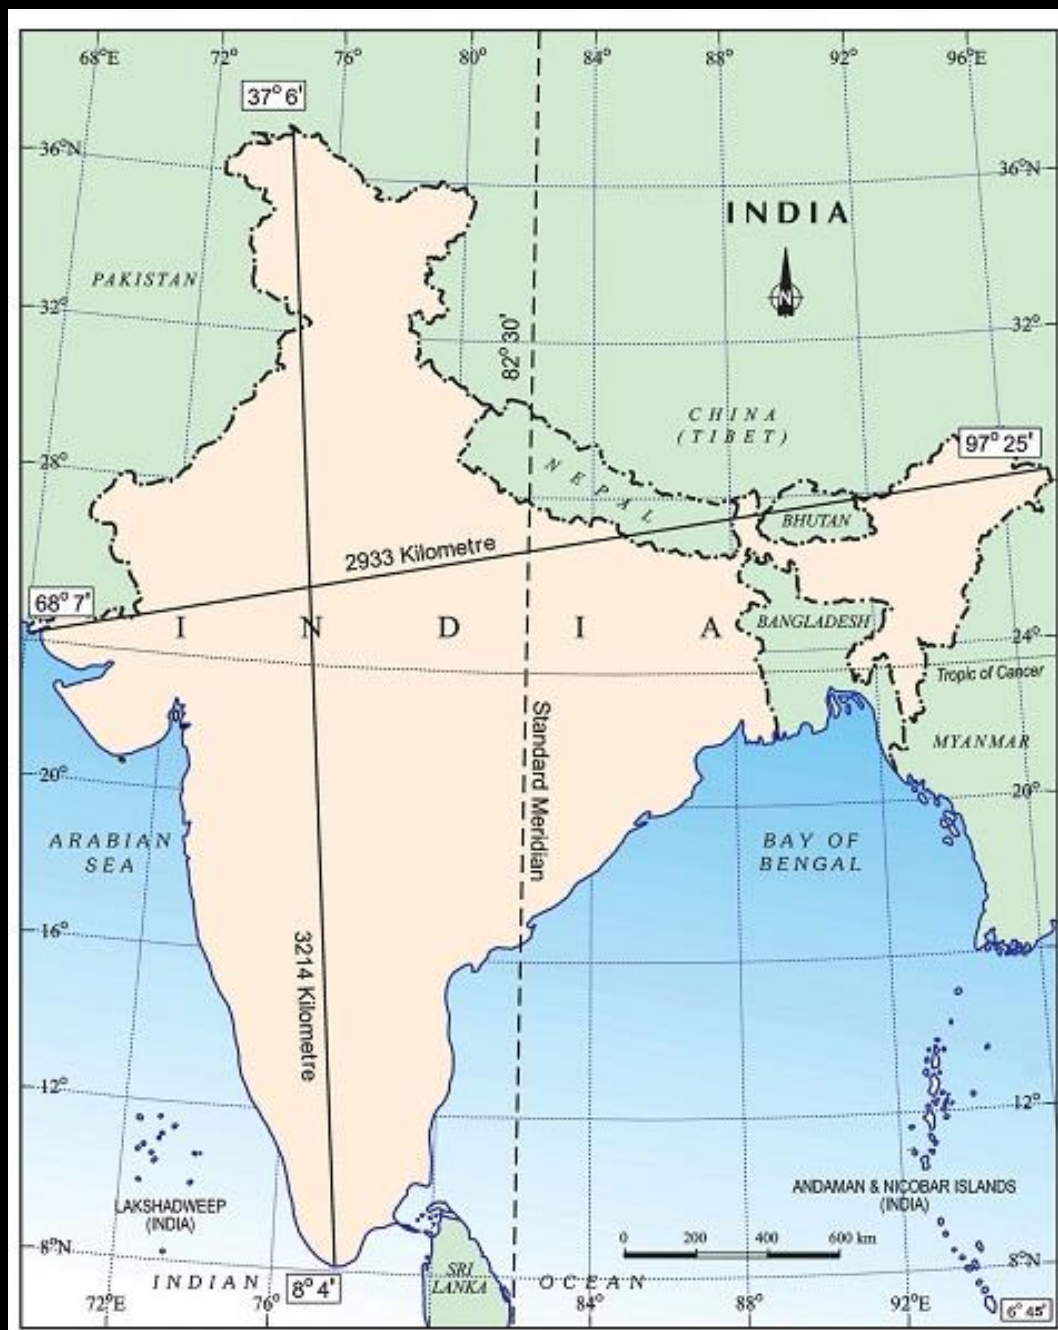 68°E 72° 76° 80° 84° 88° 92° 96°E
37° 6'
36°N
36°N
INDIA
PAKISTAN
N
32°
32°
82° 30'
CHINA
(TIBET)
97° 25'
28°
NEPAL
BHUTAN
2933 Kilometre
68° 7'
INDIA
BANGLADESH
24°
Tropic of Cancer
Standard Meridian
MYANMAR
20°
20°
ARABIAN
SEA
BAY OF
BENGAL
16°
3214 Kilometre
12°
12°
LAKSHADWEEP
(INDIA)
ANDAMAN & NICOBAR ISLANDS
(INDIA)
0 200 400 600 km
8°N
8°N
SRI
LANKA
INDIAN OCEAN
8° 4'
72°E 76° 84° 88° 92°E
6° 45'